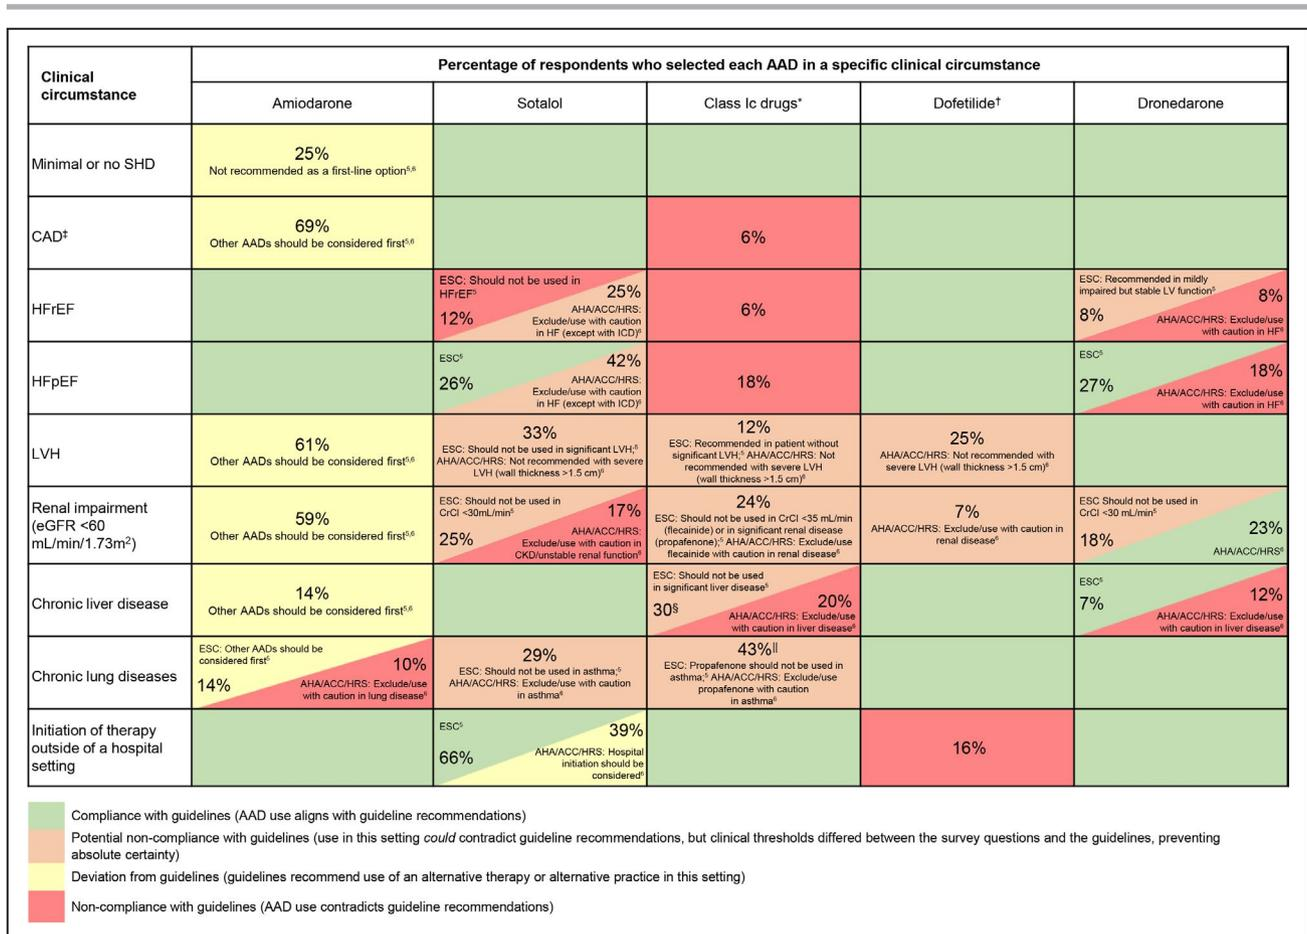 Clinical
circumstance
Percentage of respondents who selected each AAD in a specific clinical circumstance
Amiodarone
Sotalol
Class Ic drugs*
Dofetilide†
Dronedarone
Minimal or no SHD
25%
Not recommended as a first-line option5,6
CAD‡
69%
Other AADs should be considered first5,6
6%
HFrEF
ESC: Should not be used in
HFrEF5
12%
25%
AHA/ACC/HRS:
Exclude/use with caution
in HF (except with ICD)6
6%
ESC: Recommended in mildly
impaired but stable LV function5
8%
8%
AHA/ACC/HRS: Exclude/use
with caution in HF6
HFpEF
ESC5
26%
42%
AHA/ACC/HRS:
Exclude/use with caution
in HF (except with ICD)6
18%
ESC5
27%
18%
AHA/ACC/HRS: Exclude/use
with caution in HF6
LVH
61%
Other AADs should be considered first5,6
33%
ESC: Should not be used in significant LVH;5
AHA/ACC/HRS: Not recommended with severe
LVH (wall thickness >1.5 cm)6
12%
ESC: Recommended in patient without
significant LVH;5 AHA/ACC/HRS: Not
recommended with severe LVH
(wall thickness >1.5 cm)6
25%
AHA/ACC/HRS: Not recommended with
severe LVH (wall thickness >1.5 cm)6
Renal impairment
(eGFR <60
mL/min/1.73m2)
59%
Other AADs should be considered first5,6
ESC: Should not be used in
CrCl <30mL/min5
25%
17%
AHA/ACC/HRS:
Exclude/use with caution in
CKD/unstable renal function6
24%
ESC: Should not be used in CrCl <35 mL/min
(flecainide) or in significant renal disease
(propafenone);5 AHA/ACC/HRS: Exclude/use
flecainide with caution in renal disease6
7%
AHA/ACC/HRS: Exclude/use with caution in
renal disease6
ESC Should not be used in
CrCl <30 mL/min5
18%
23%
AHA/ACC/HRS6
Chronic liver disease
14%
Other AADs should be considered first5,6
ESC: Should not be used
in significant liver disease5
30§
20%
AHA/ACC/HRS: Exclude/use
with caution in liver disease6
ESC5
7%
12%
AHA/ACC/HRS: Exclude/use
with caution in liver disease6
Chronic lung diseases
ESC: Other AADs should be
considered first5
14%
10%
AHA/ACC/HRS: Exclude/use
with caution in lung disease6
29%
ESC: Should not be used in asthma;5
AHA/ACC/HRS: Exclude/use with caution
in asthma6
43%||
ESC: Propafenone should not be used in
asthma;5 AHA/ACC/HRS: Exclude/use
propafenone with caution
in asthma6
Initiation of therapy
outside of a hospital
setting
ESC5
66%
39%
AHA/ACC/HRS: Hospital
initiation should be
considered6
16%
Compliance with guidelines (AAD use aligns with guideline recommendations)
Potential non-compliance with guidelines (use in this setting could contradict guideline recommendations, but clinical thresholds differed between the survey questions and the guidelines, preventing
absolute certainty)
Deviation from guidelines (guidelines recommend use of an alternative therapy or alternative practice in this setting)
Non-compliance with guidelines (AAD use contradicts guideline recommendations)